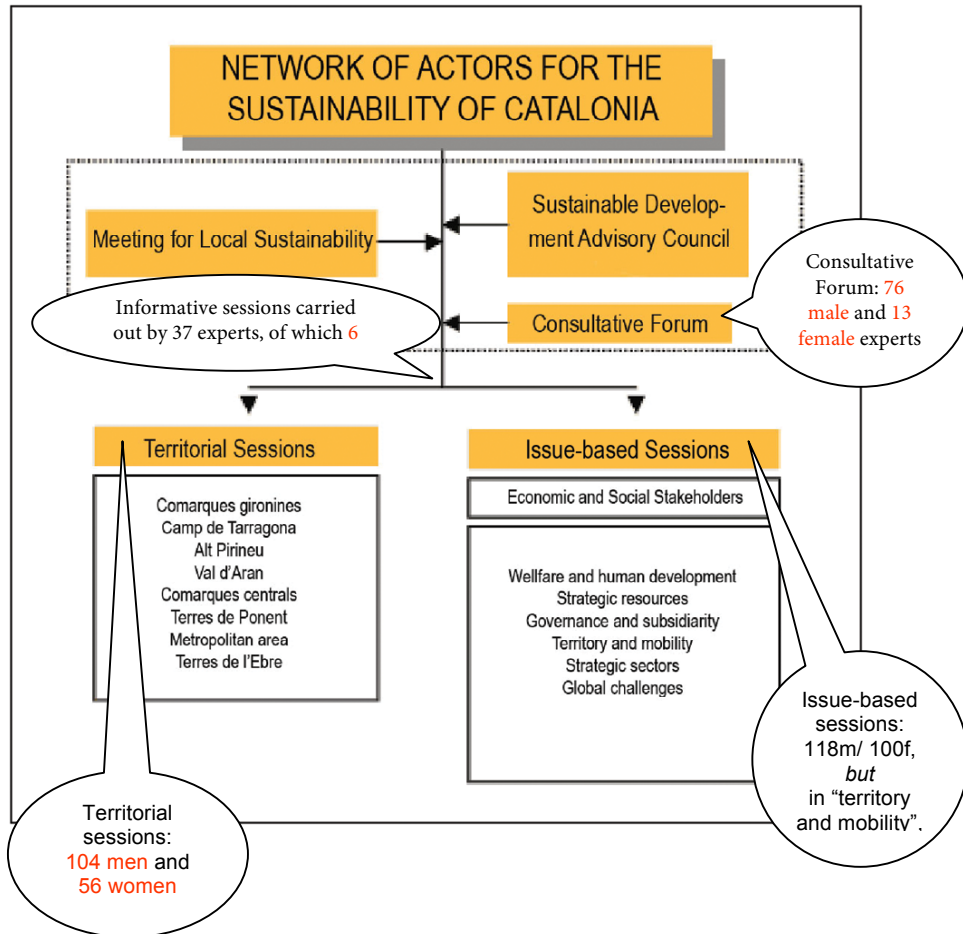 NETWORK OF ACTORS FOR THE
SUSTAINABILITY OF CATALONIA
Meeting for Local Sustainability
Sustainable Develop-
ment Advisory Council
Consultative Forum
Consultative
Forum: 76
male and 13
female experts
Informative sessions carried
out by 37 experts, of which 6
Territorial Sessions
Comarques gironines
Camp de Tarragona
Alt Pirineu
Val d'Aran
Comarques centrals
Terres de Ponent
Metropolitan area
Terres de l'Ebre
Issue-based Sessions
Economic and Social Stakeholders
Wellfare and human development
Strategic resources
Governance and subsidiarity
Territory and mobility
Strategic sectors
Global challenges
Territorial
sessions:
104 men and
56 women
Issue-based
sessions:
118m/ 100f,
but
in “territory
and mobility”,